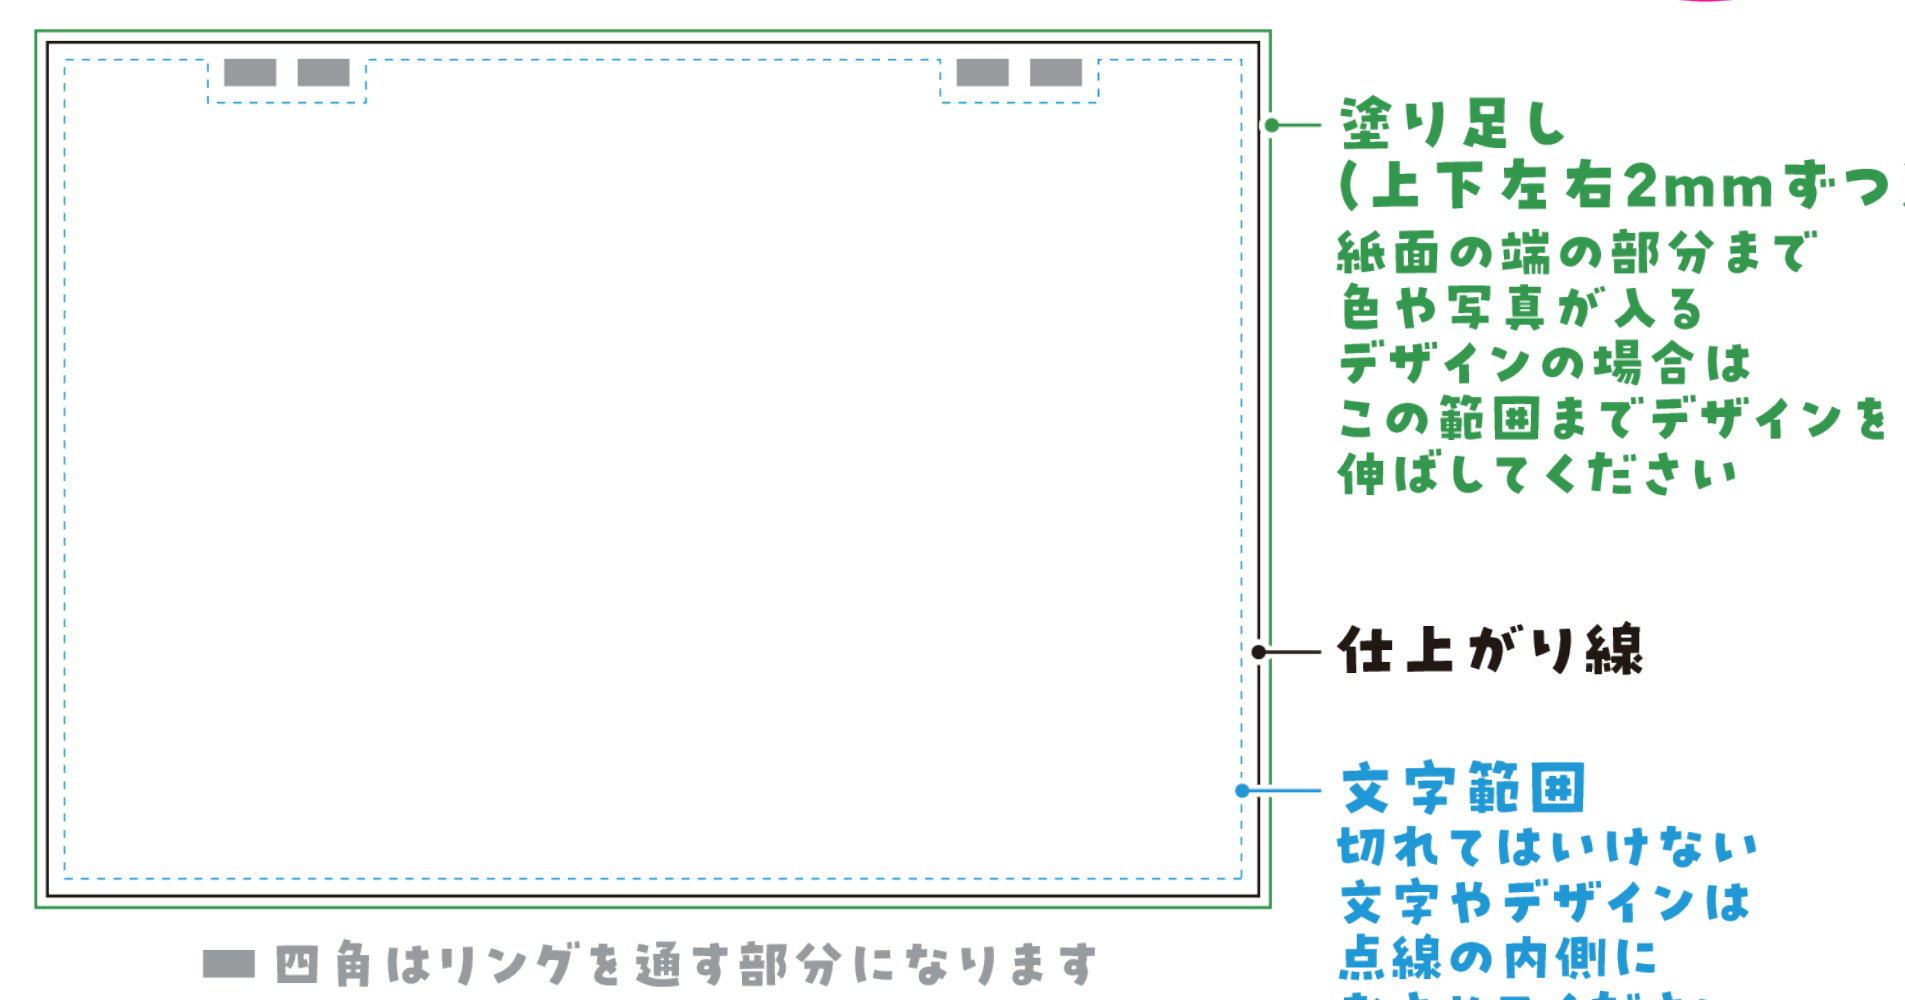 塗り足し
(上下左右2mmずつ)
紙面の端の部分まで
色や写真が入る
デザインの場合は
この範囲までデザインを
伸ばしてください
仕上がり線
文字範囲
切れてはいけない
文字やデザインは
点線の内側に
四角はリングを通す部分になります